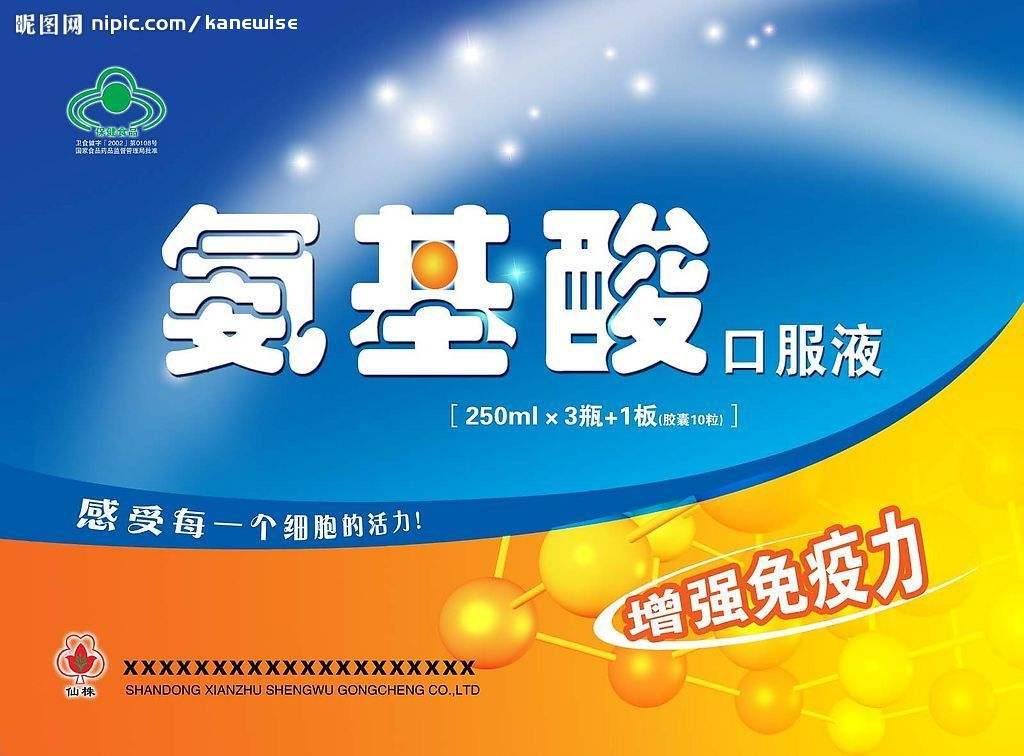 昵图网 nipic.com/kanewise
保健食品
卫食健字「2002」第0108号
国家食品药品监督管理局批准
氨基酸口服液
[250ml×3瓶+1板(胶囊10粒)]
感受每一个细胞的活力!
增强免疫力
仙株
XXXXXXXXXXXXXXXXXXXX
SHANDONG XIANZHU SHENGWU GONGCHENG CO.,LTD